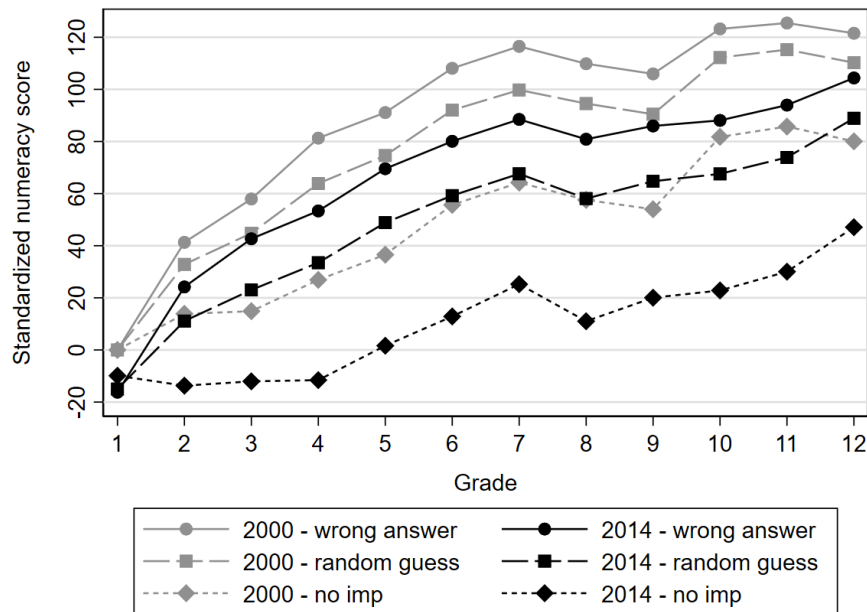 Standardized numeracy score
120
100
80
60
40
20
0
-20
1 2 3 4 5 6 7 8 9 10 11 12
Grade
2000 - wrong answer 2014 - wrong answer
2000 - random guess 2014 - random guess
2000 - no imp 2014 - no imp